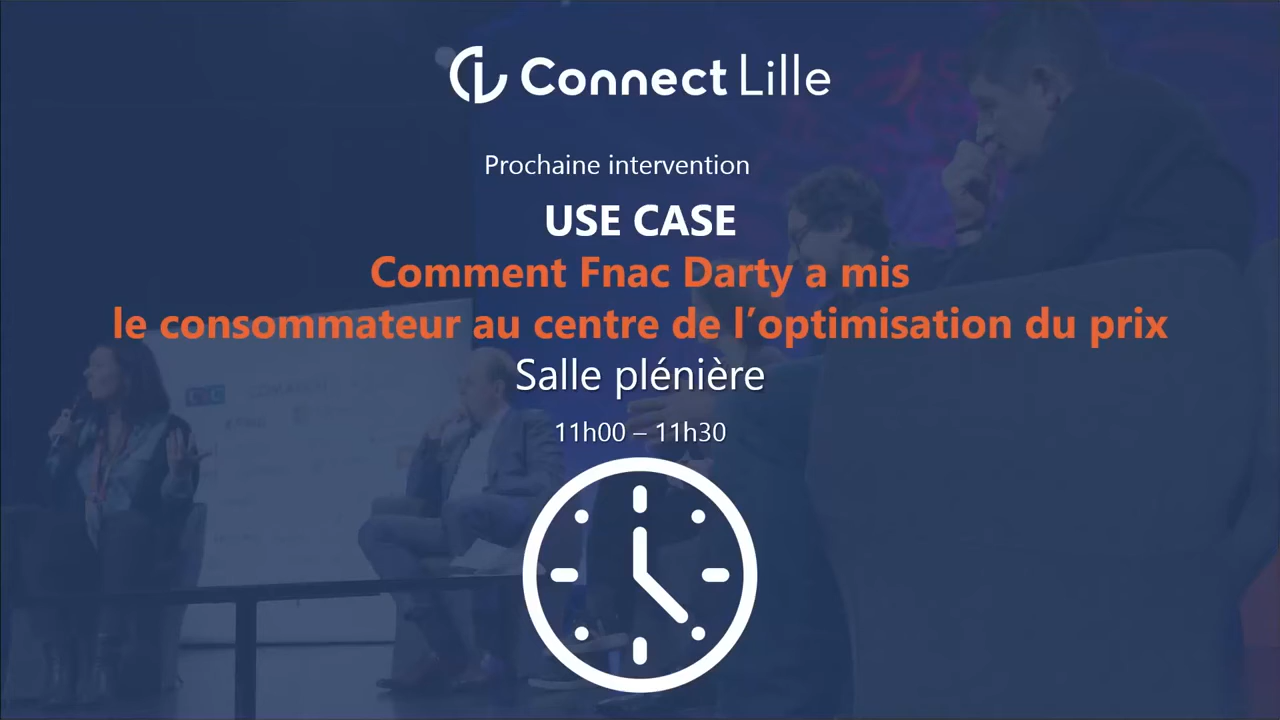 Connect Lille
Prochaine intervention
USE CASE
Comment Fnac Darty a mis
le consommateur au centre de l’optimisation du prix
Salle plénière
11h00 – 11h30
CIC